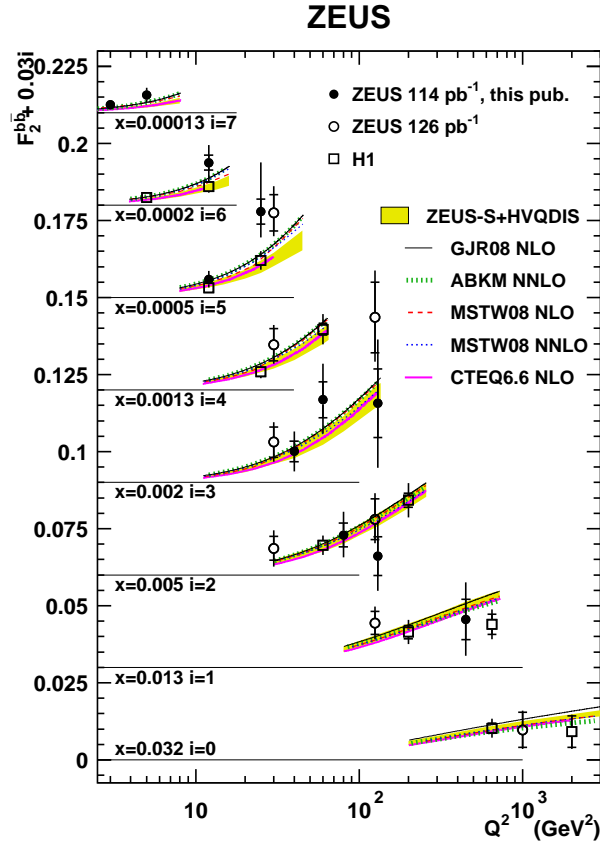 ZEUS
F₂^bb̄ + 0.03i
0.225
0.2
0.175
0.15
0.125
0.1
0.075
0.05
0.025
0
ZEUS 114 pb⁻¹, this pub.
ZEUS 126 pb⁻¹
H1
ZEUS-S+HVQDIS
GJR08 NLO
ABKM NNLO
MSTW08 NLO
MSTW08 NNLO
CTEQ6.6 NLO
x=0.00013 i=7
x=0.0002 i=6
x=0.0005 i=5
x=0.0013 i=4
x=0.002 i=3
x=0.005 i=2
x=0.013 i=1
x=0.032 i=0
10
10²
10³
Q² (GeV²)